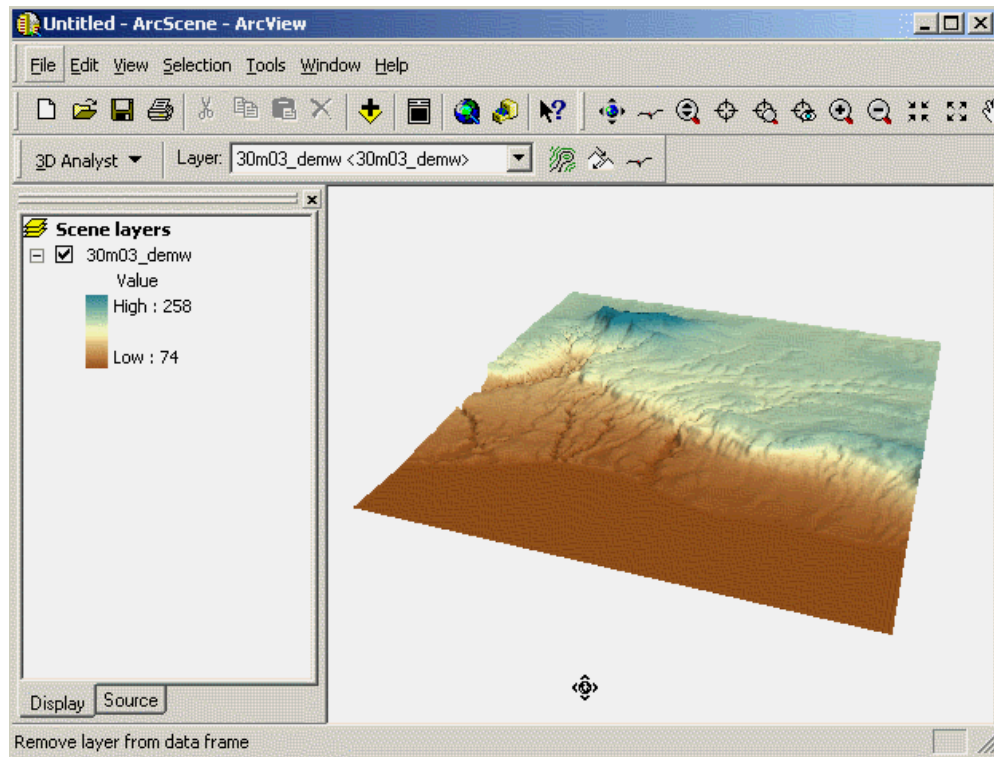 Untitled - ArcScene - ArcView
File Edit View Selection Tools Window Help
3D Analyst Layer: 30m03_demw <30m03_demw>
Scene layers
30m03_demw
Value
High : 258
Low : 74
Display Source
Remove layer from data frame